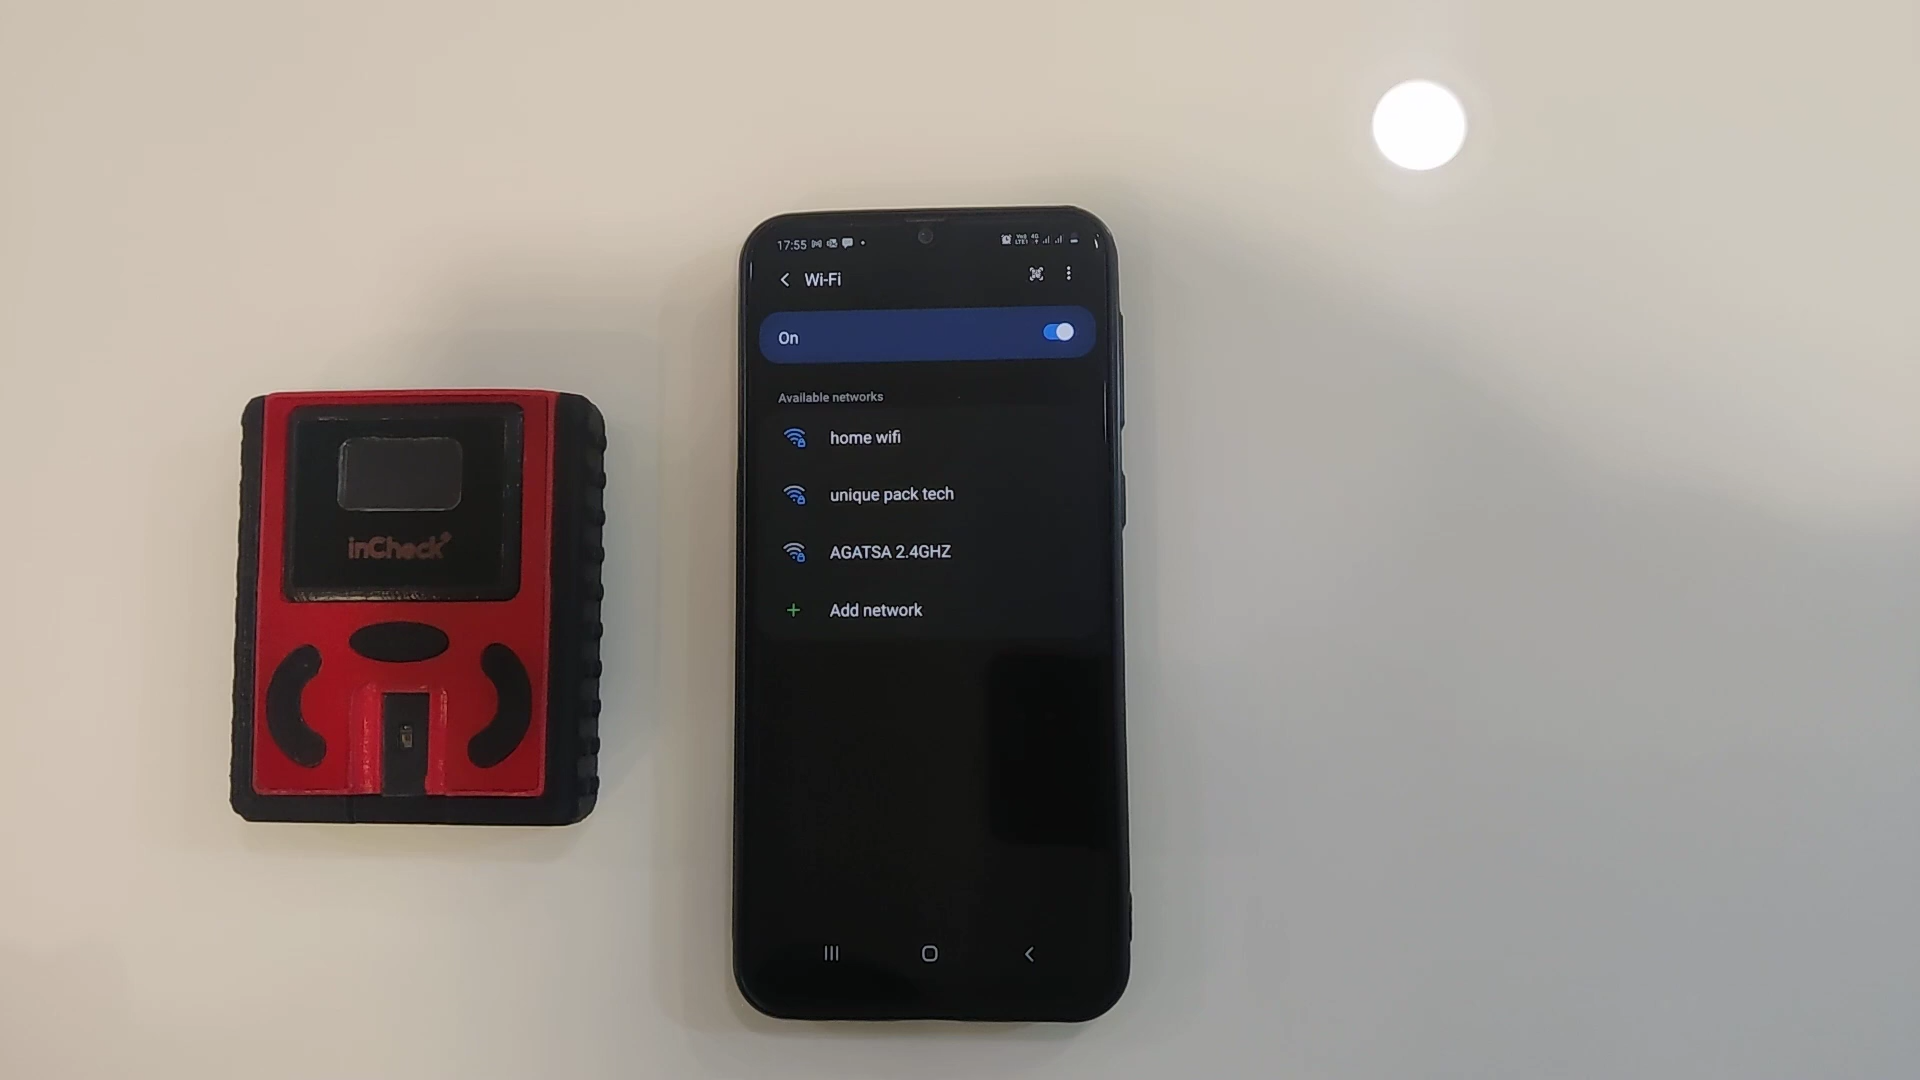 17:55
Wi-Fi
On
Available networks
home wifi
unique pack tech
AGATSA 2.4GHZ
Add network
inCheck